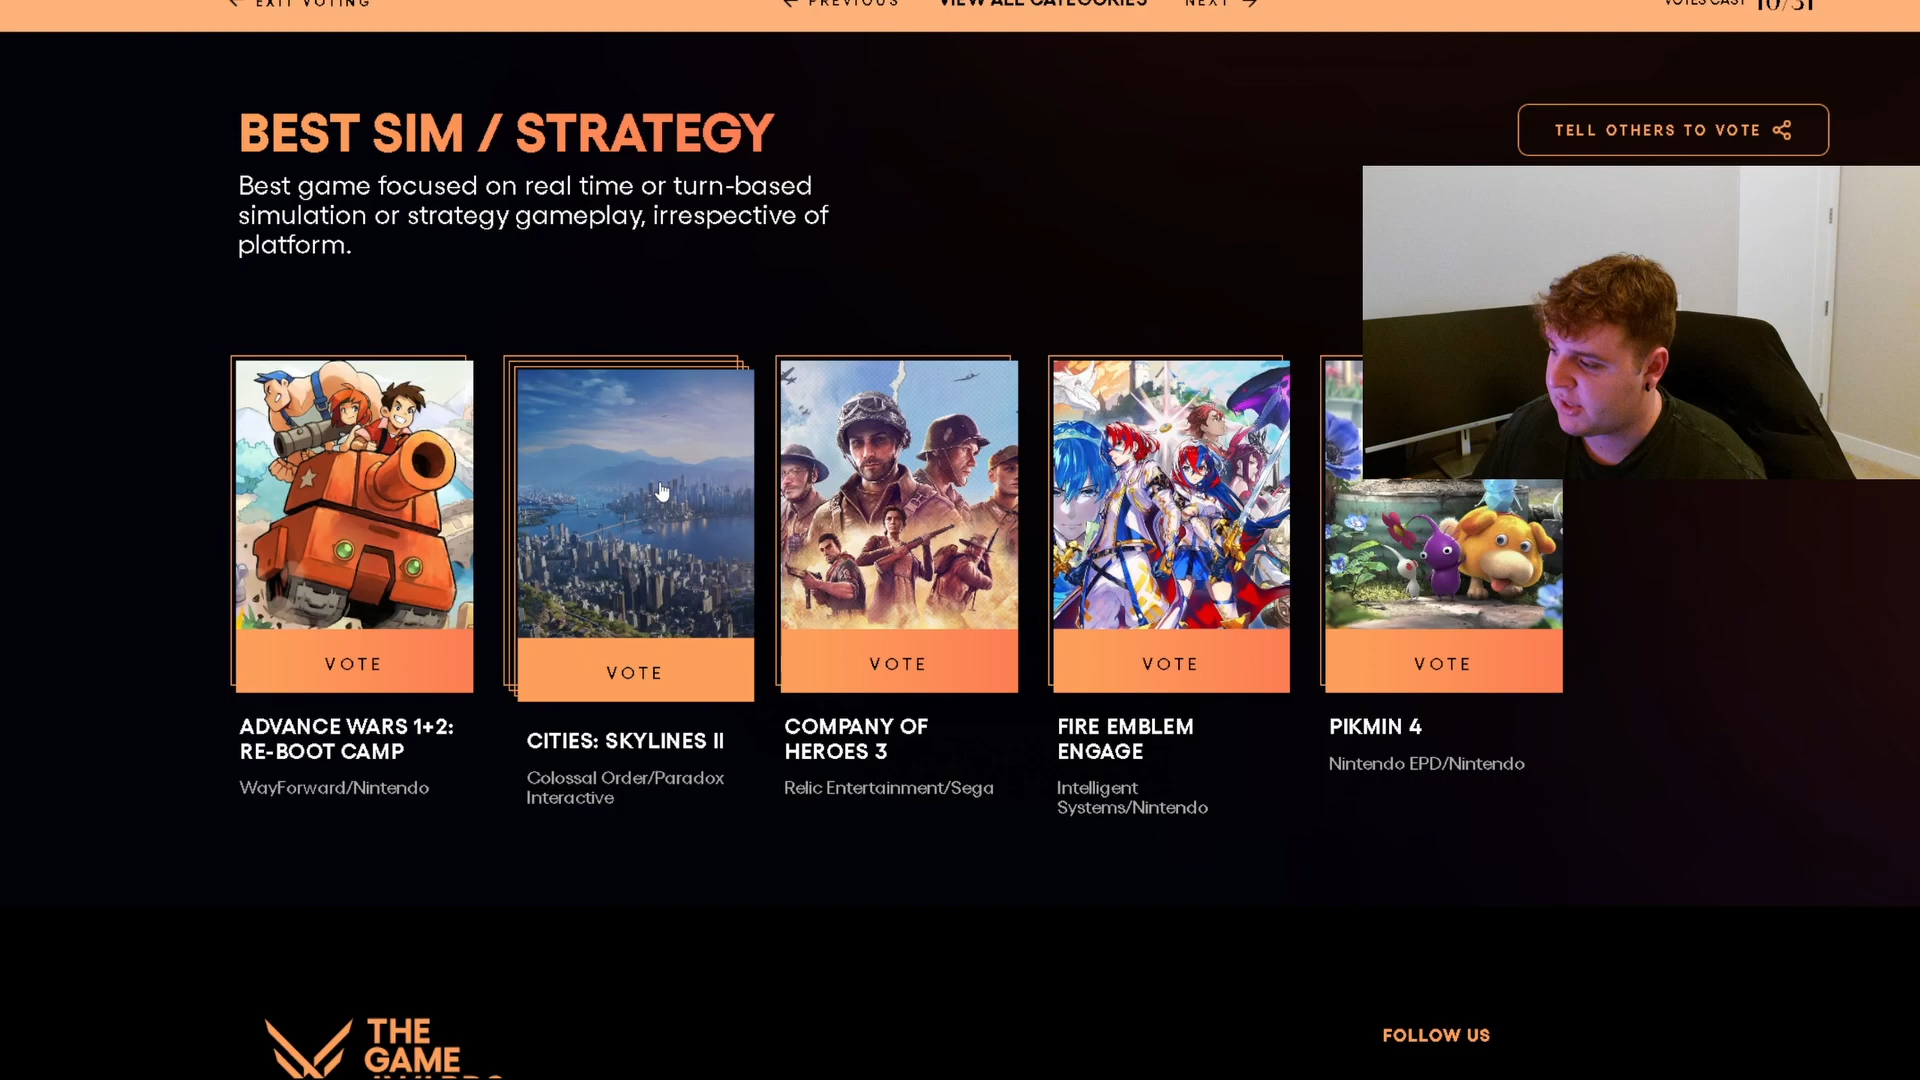 EXIT VOTING
PREVIOUS
VIEW ALL CATEGORIES
NEXT
VOTES CAST 10/31
BEST SIM / STRATEGY
TELL OTHERS TO VOTE
Best game focused on real time or turn-based
simulation or strategy gameplay, irrespective of
platform.
VOTE
VOTE
VOTE
VOTE
VOTE
ADVANCE WARS 1+2:
RE-BOOT CAMP
WayForward/Nintendo
CITIES: SKYLINES II
Colossal Order/Paradox
Interactive
COMPANY OF
HEROES 3
Relic Entertainment/Sega
FIRE EMBLEM
ENGAGE
Intelligent
Systems/Nintendo
PIKMIN 4
Nintendo EPD/Nintendo
THE
GAME
AWARDS
FOLLOW US